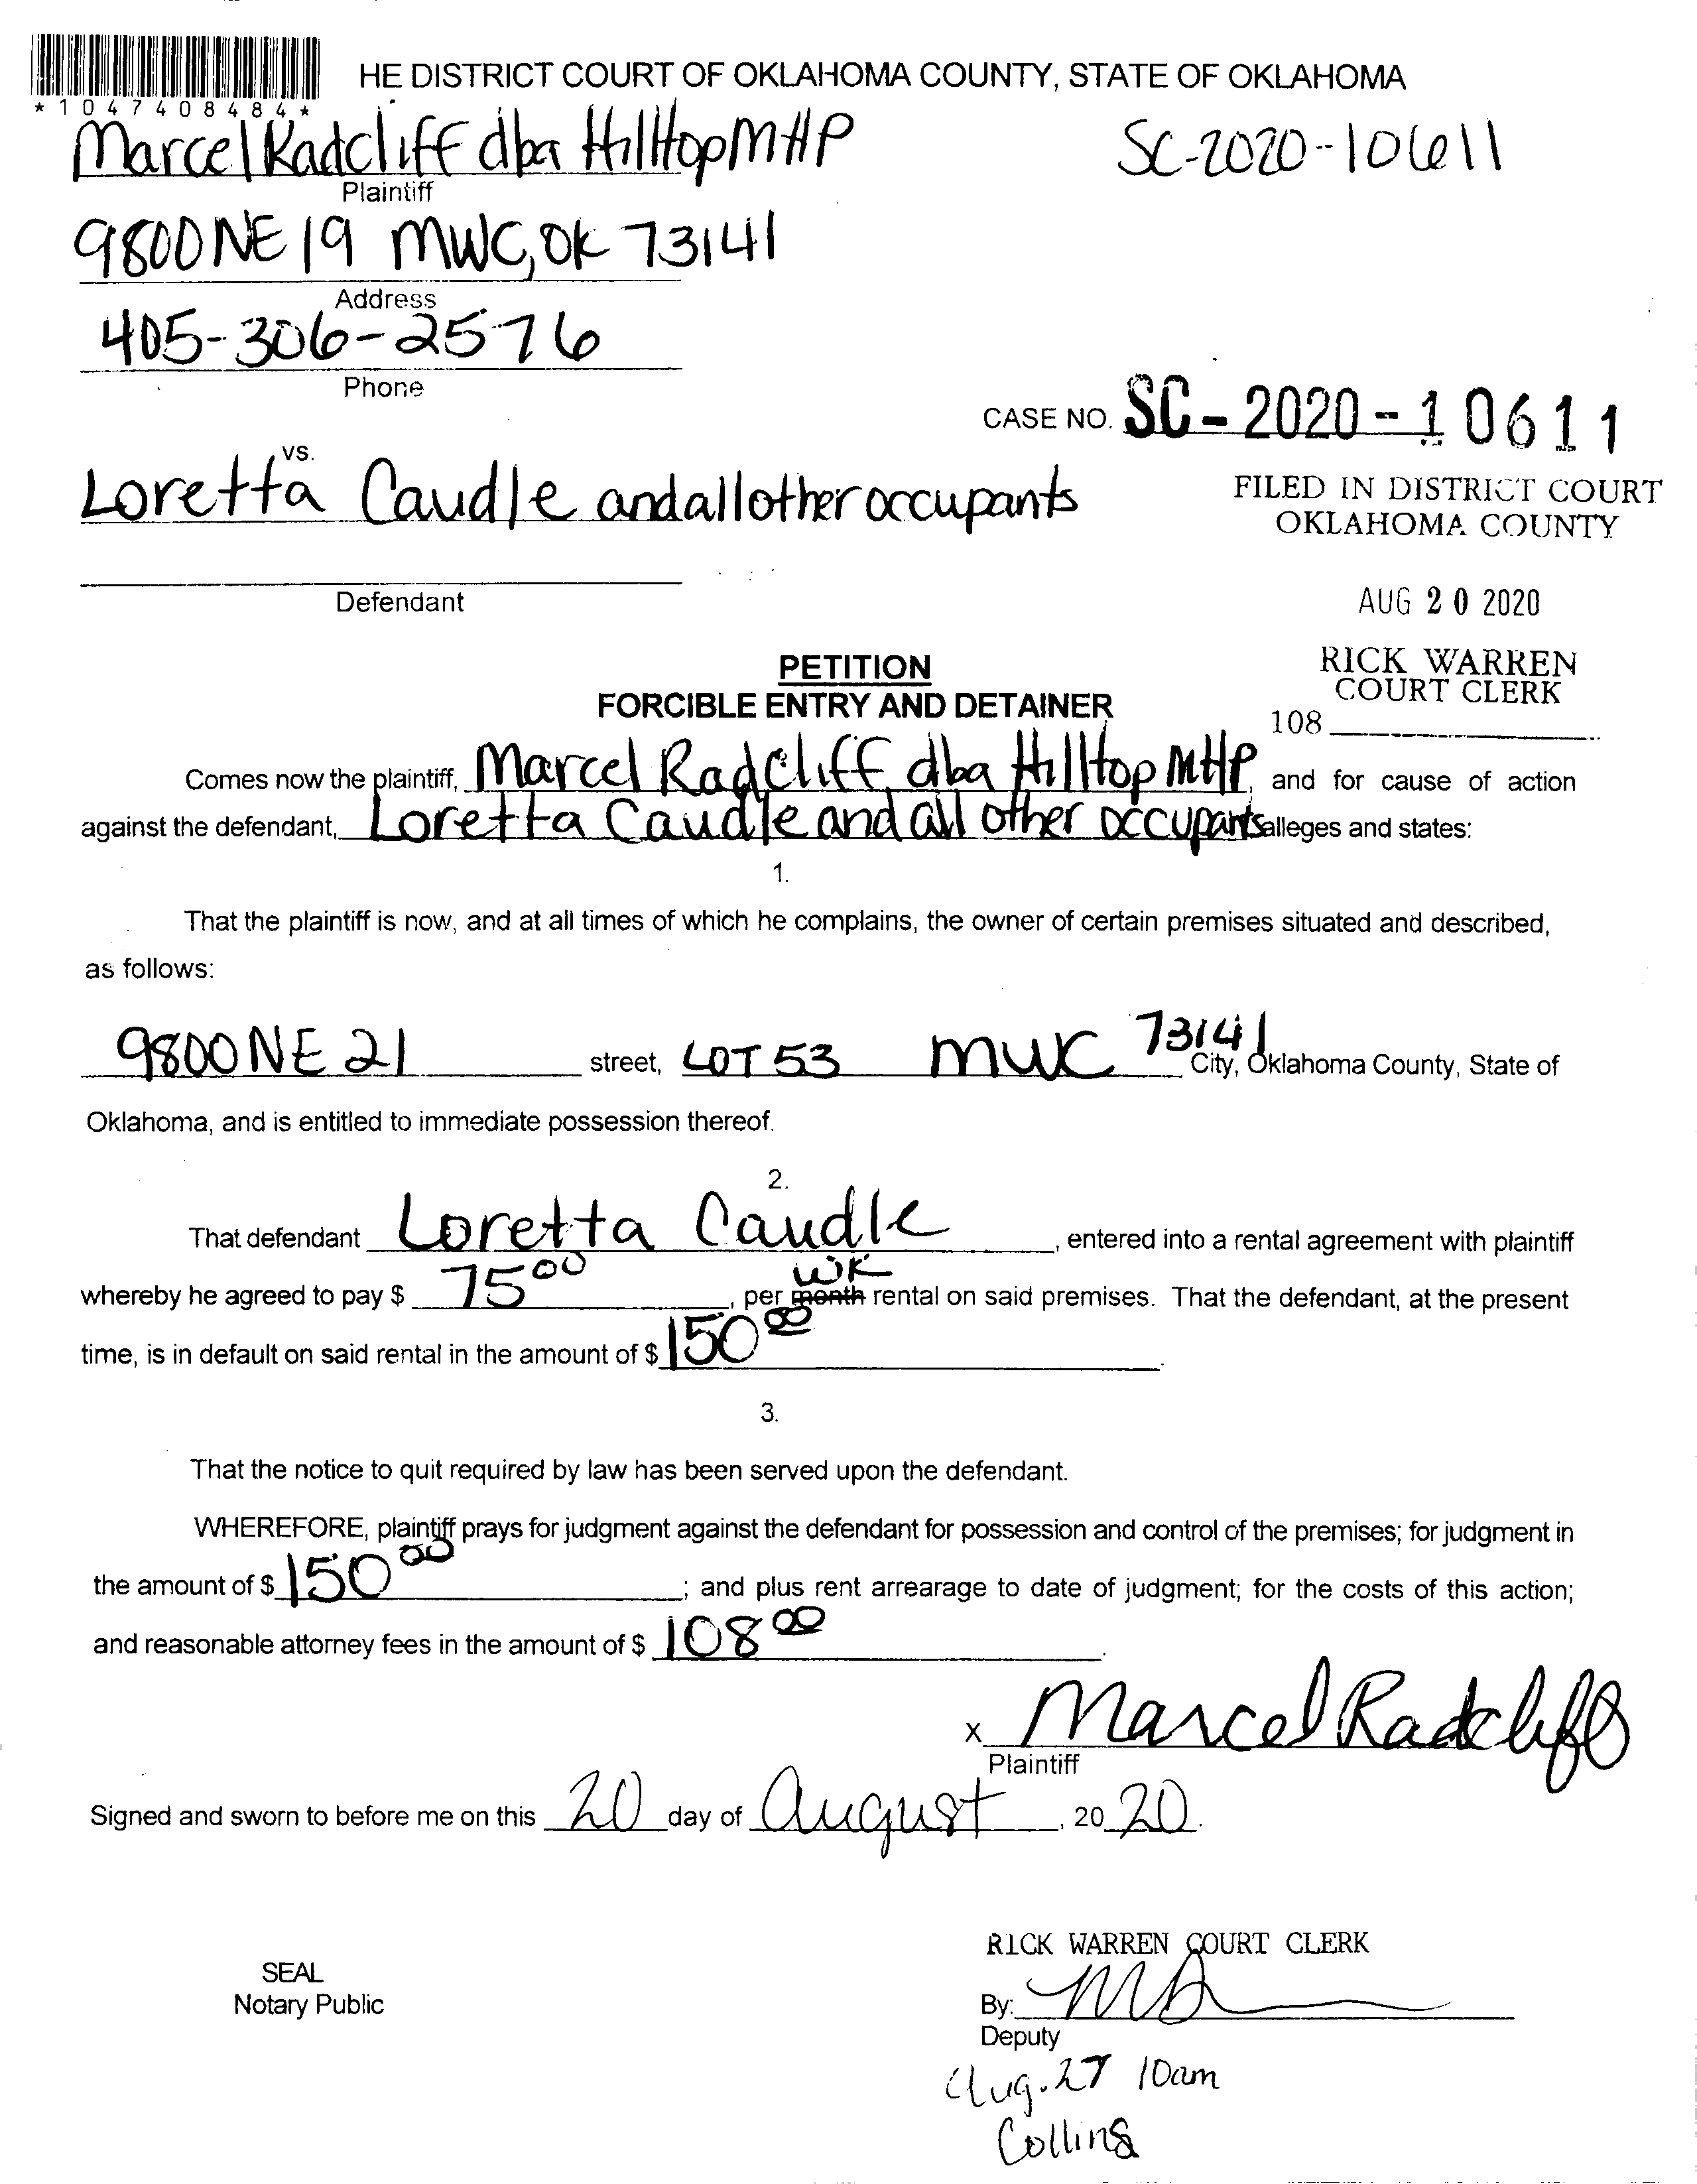 HE DISTRICT COURT OF OKLAHOMA COUNTY, STATE OF OKLAHOMA
*1047408484*
Marcel Radcliff dba HillTop MHP
SC-2020-10611
Plaintiff
9800 NE 19 MWC, OK 73141
Address
405-306-2576
Phone
CASE NO. SC-2020-10611
vs.
Loretta Caudle and all other occupants
FILED IN DISTRICT COURT
OKLAHOMA COUNTY
Defendant
AUG 20 2020
PETITION
FORCIBLE ENTRY AND DETAINER
RICK WARREN
COURT CLERK
108
Comes now the plaintiff, Marcel Radcliff dba Hilltop MHP, and for cause of action
against the defendant, Loretta Caudle and all other occupants alleges and states:
1.
That the plaintiff is now, and at all times of which he complains, the owner of certain premises situated and described,
as follows:
9800 NE 21 street, LOT 53 MWC 73141 City, Oklahoma County, State of
Oklahoma, and is entitled to immediate possession thereof.
2.
That defendant Loretta Caudle, entered into a rental agreement with plaintiff
whereby he agreed to pay $ 75 00, per month wk rental on said premises. That the defendant, at the present
time, is in default on said rental in the amount of $ 150 00.
3.
That the notice to quit required by law has been served upon the defendant.
WHEREFORE, plaintiff prays for judgment against the defendant for possession and control of the premises; for judgment in
the amount of $ 150 00; and plus rent arrearage to date of judgment; for the costs of this action;
and reasonable attorney fees in the amount of $ 108 00.
X Marcel Radcliff
Plaintiff
Signed and sworn to before me on this 20 day of August, 20 20.
RICK WARREN COURT CLERK
SEAL
Notary Public
By:
Deputy
Aug. 27 10am
Collins